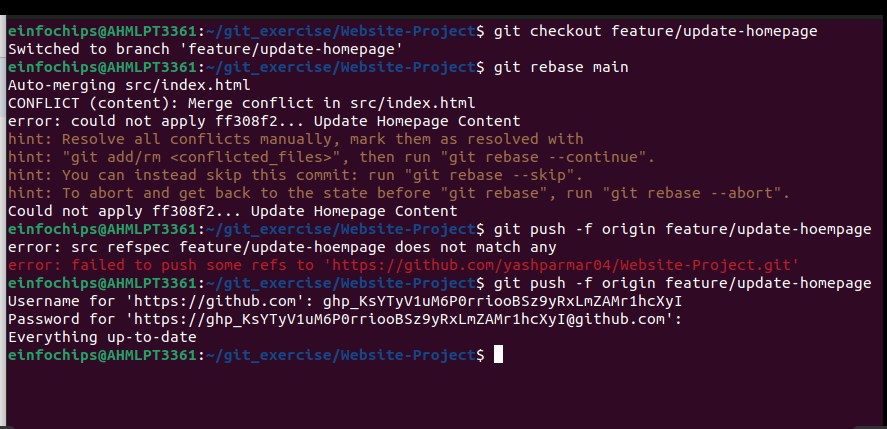 einfochips@AHMLPT3361:~/git_exercise/Website-Project$ git checkout feature/update-homepage
Switched to branch 'feature/update-homepage'
einfochips@AHMLPT3361:~/git_exercise/Website-Project$ git rebase main
Auto-merging src/index.html
CONFLICT (content): Merge conflict in src/index.html
error: could not apply ff308f2... Update Homepage Content
hint: Resolve all conflicts manually, mark them as resolved with
hint: "git add/rm <conflicted_files>", then run "git rebase --continue".
hint: You can instead skip this commit: run "git rebase --skip".
hint: To abort and get back to the state before "git rebase", run "git rebase --abort".
Could not apply ff308f2... Update Homepage Content
einfochips@AHMLPT3361:~/git_exercise/Website-Project$ git push -f origin feature/update-hoempage
error: src refspec feature/update-hoempage does not match any
error: failed to push some refs to 'https://github.com/yashparmar04/Website-Project.git'
einfochips@AHMLPT3361:~/git_exercise/Website-Project$ git push -f origin feature/update-homepage
Username for 'https://github.com': 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
Password for 'https://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@github.com':
Everything up-to-date
einfochips@AHMLPT3361:~/git_exercise/Website-Project$